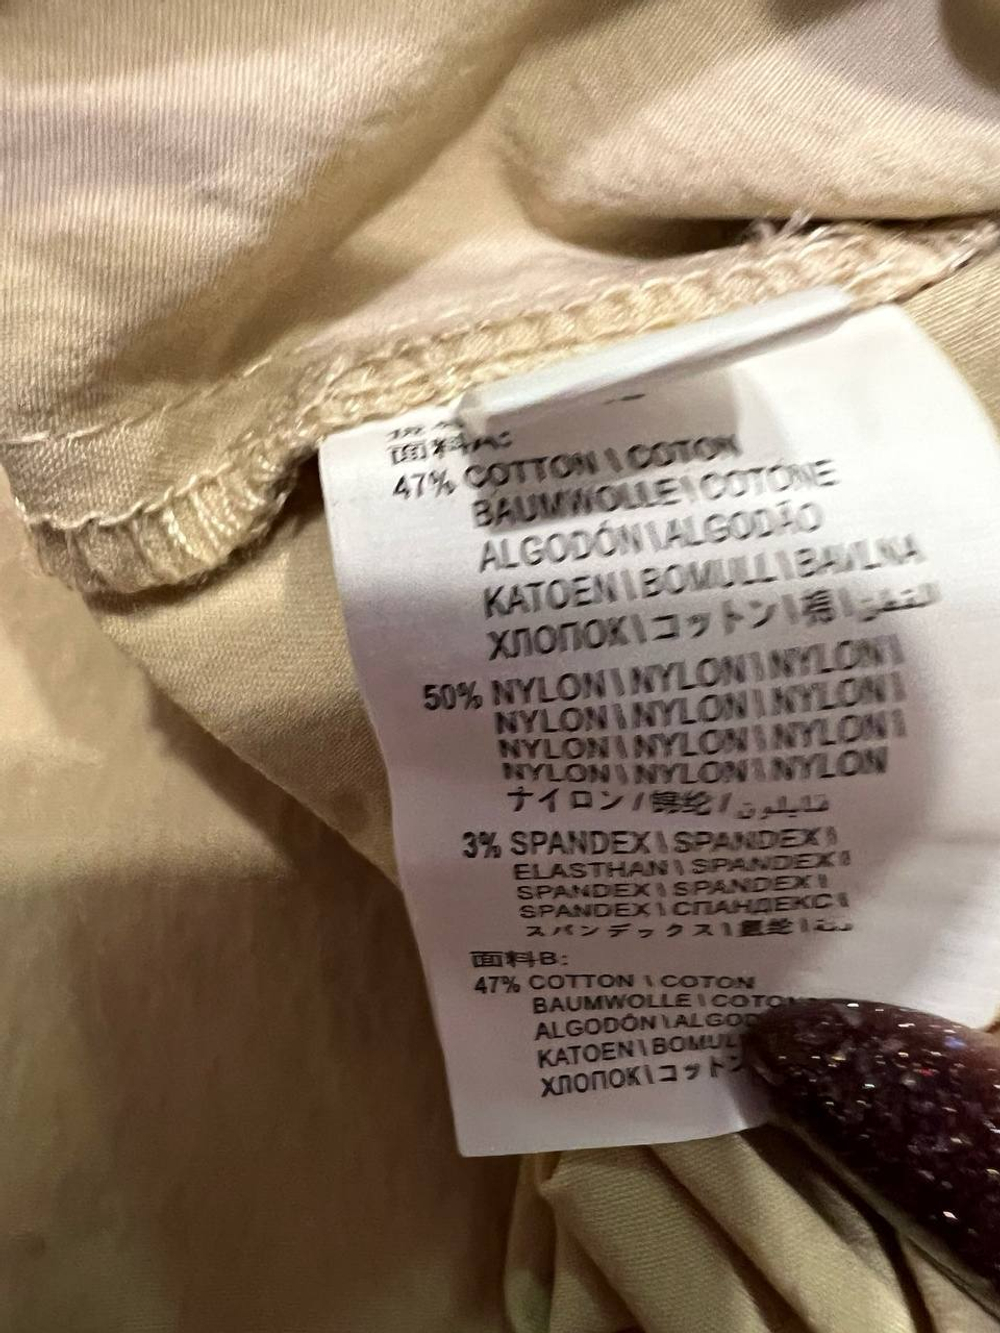 面料A:
47% COTTON \ COTON
BAUMWOLLE \ COTONE
ALGODÓN \ ALGODÃO
KATOEN \ BOMULL \ BAVLNA
ХЛОПОК \ コットン \ 棉 \ القطن
50% NYLON \ NYLON \ NYLON \
NYLON \ NYLON \ NYLON \
NYLON \ NYLON \ NYLON \
NYLON \ NYLON \ NYLON
ナイロン / 锦纶 /
3% SPANDEX \ SPANDEX \
ELASTHAN \ SPANDEX \
SPANDEX \ SPANDEX \
SPANDEX \ СПАНДЕКС \
スパンデックス \ 氨纶 \
面料B:
47% COTTON \ COTON
BAUMWOLLE \ COTO
ALGODÓN \ ALGOD
KATOEN \ BOMUL
ХЛОПОК \ コットン